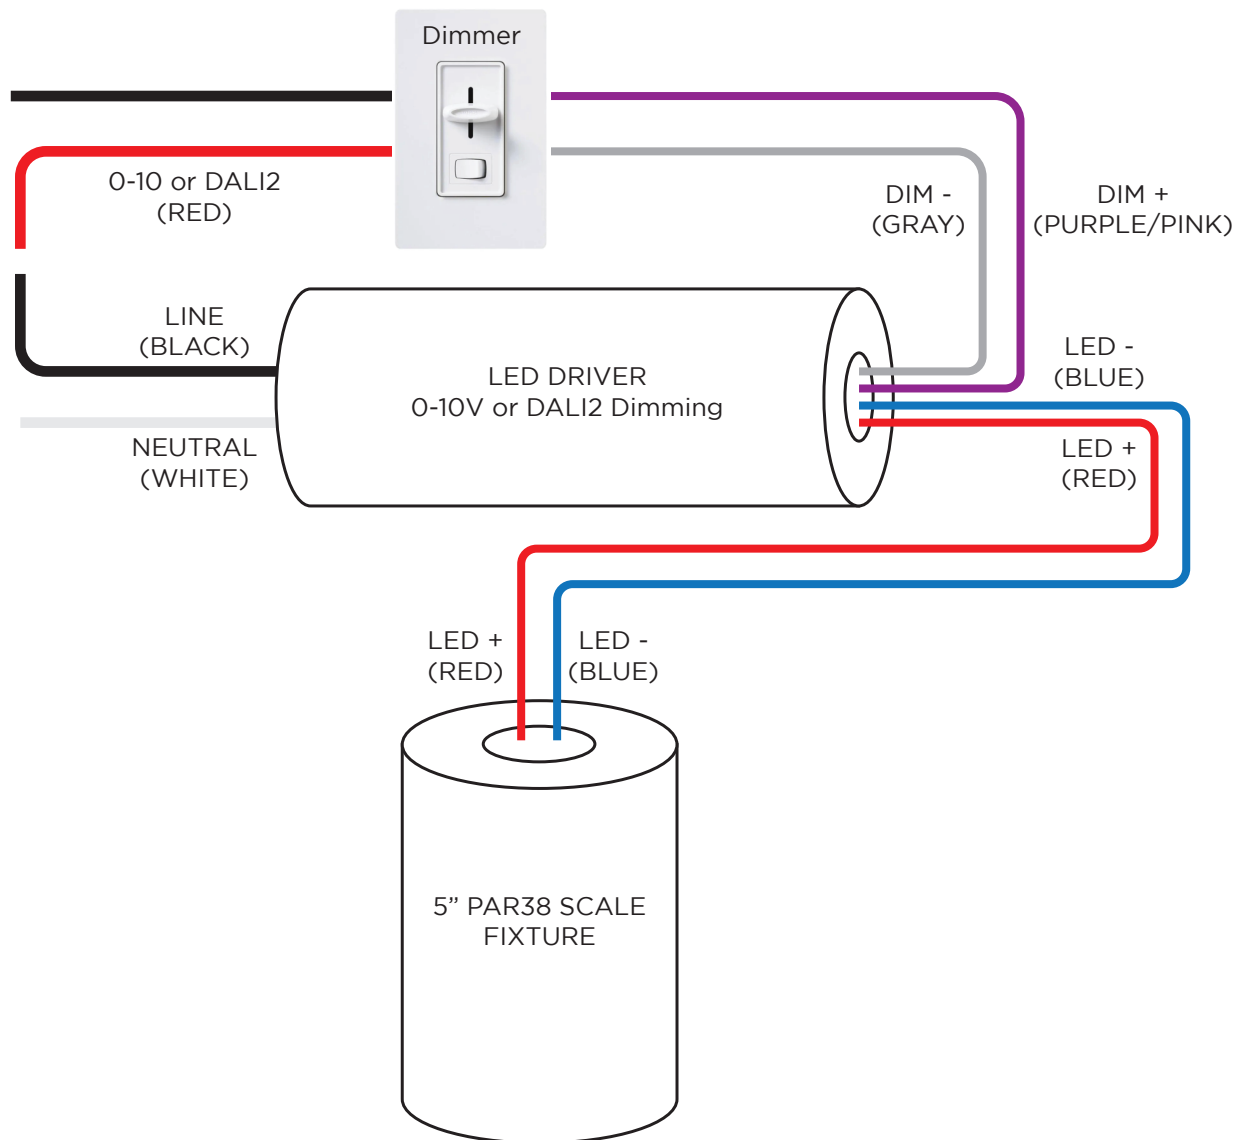 Dimmer
0-10 or DALI2
(RED)
DIM -
(GRAY)
DIM +
(PURPLE/PINK)
LINE
(BLACK)
LED DRIVER
0-10V or DALI2 Dimming
LED -
(BLUE)
NEUTRAL
(WHITE)
LED +
(RED)
LED +
(RED)
LED -
(BLUE)
5” PAR38 SCALE
FIXTURE